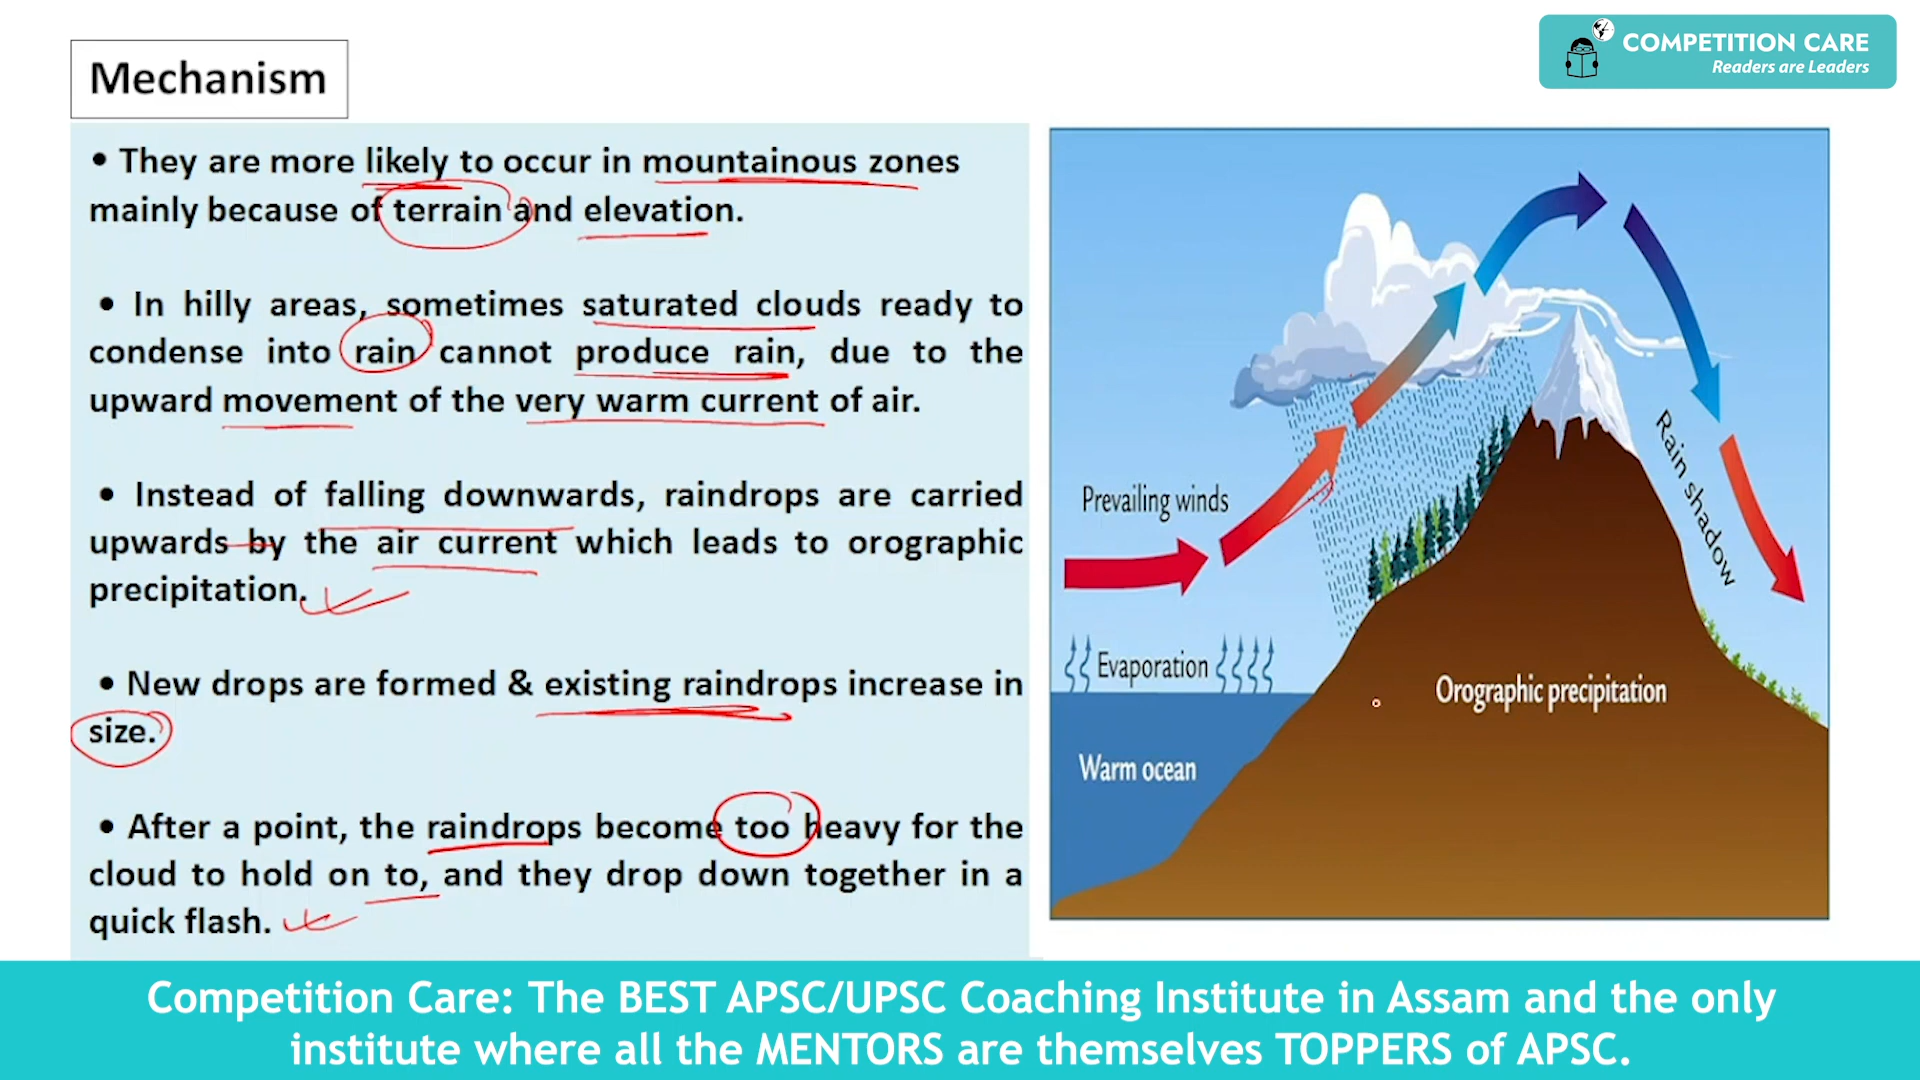 COMPETITION CARE
Readers are Leaders
Mechanism
• They are more likely to occur in mountainous zones
mainly because of terrain and elevation.
• In hilly areas, sometimes saturated clouds ready to
condense into rain cannot produce rain, due to the
upward movement of the very warm current of air.
• Instead of falling downwards, raindrops are carried
upwards by the air current which leads to orographic
precipitation.
• New drops are formed & existing raindrops increase in
size.
• After a point, the raindrops become too heavy for the
cloud to hold on to, and they drop down together in a
quick flash.
Prevailing winds
Rain shadow
Evaporation
Orographic precipitation
Warm ocean
Competition Care: The BEST APSC/UPSC Coaching Institute in Assam and the only
institute where all the MENTORS are themselves TOPPERS of APSC.